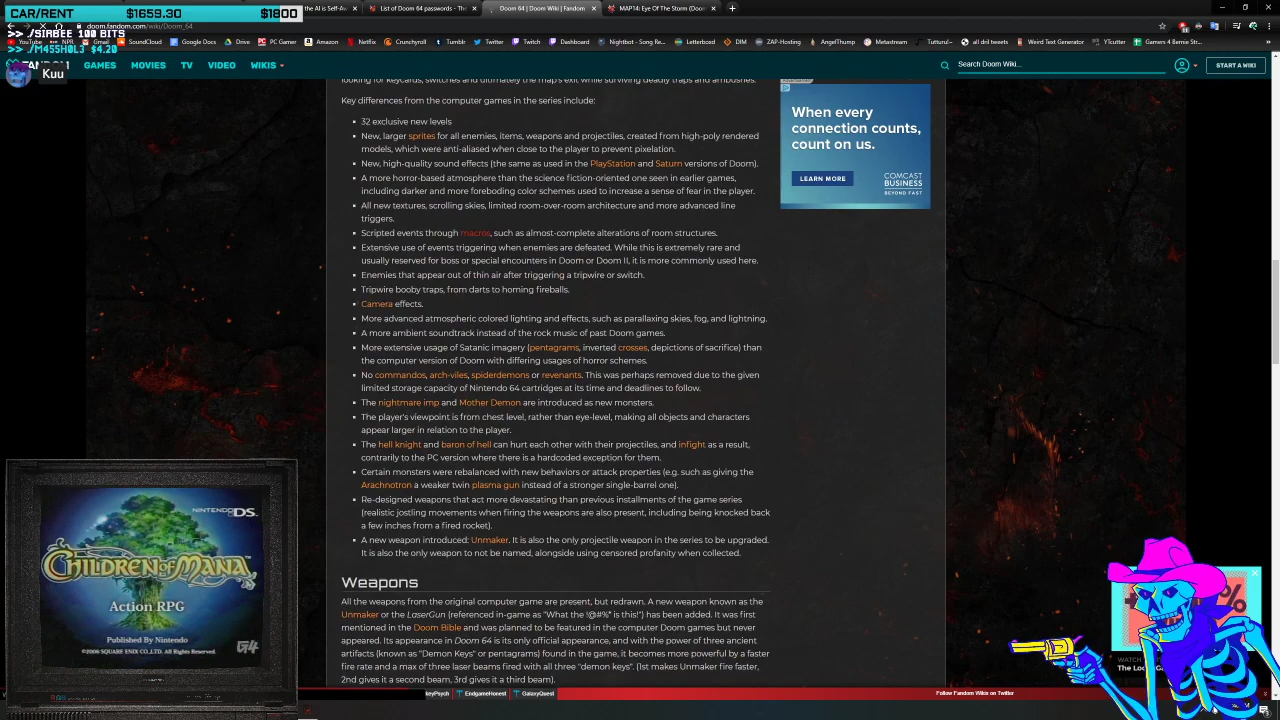 CAR/RENT $1659.30 $1800
>> SIRBEE 100 BITS
>> /M455H0L3 $4.20
Kuu
List of Doom 64 passwords - Th
Doom 64 | Doom Wiki | Fandom
MAP14: Eye Of The Storm (Doom
doom.fandom.com/wiki/Doom_64
YouTube
SoundCloud
Google Docs
Drive
PC Gamer
Amazon
Netflix
Crunchyroll
Tumblr
Twitter
Twitch
Dashboard
Nightbot - Song Re...
Letterboxd
DIM
ZAP-Hosting
AngelThump
Metastream
Tutturu!~
all dril tweets
Weird Text Generator
YTcutter
Gamers 4 Bernie Str...
FANDOM
GAMES
MOVIES
TV
VIDEO
WIKIS
Search Doom Wiki...
START A WIKI
looking for keycards, switches and ultimately the map's exit while surviving deadly traps and ambushes.
Key differences from the computer games in the series include:
32 exclusive new levels
New, larger sprites for all enemies, items, weapons and projectiles, created from high-poly rendered
models, which were anti-aliased when close to the player to prevent pixelation.
New, high-quality sound effects (the same as used in the PlayStation and Saturn versions of Doom).
A more horror-based atmosphere than the science fiction-oriented one seen in earlier games,
including darker and more foreboding color schemes used to increase a sense of fear in the player.
All new textures, scrolling skies, limited room-over-room architecture and more advanced line
triggers.
Scripted events through macros, such as almost-complete alterations of room structures.
Extensive use of events triggering when enemies are defeated. While this is extremely rare and
usually reserved for boss or special encounters in Doom or Doom II, it is more commonly used here.
Enemies that appear out of thin air after triggering a tripwire or switch.
Tripwire booby traps, from darts to homing fireballs.
Camera effects.
More advanced atmospheric colored lighting and effects, such as parallaxing skies, fog, and lightning.
A more ambient soundtrack instead of the rock music of past Doom games.
More extensive usage of Satanic imagery (pentagrams, inverted crosses, depictions of sacrifice) than
the computer version of Doom with differing usages of horror schemes.
No commandos, arch-viles, spiderdemons or revenants. This was perhaps removed due to the given
limited storage capacity of Nintendo 64 cartridges at its time and deadlines to follow.
The nightmare imp and Mother Demon are introduced as new monsters.
The player's viewpoint is from chest level, rather than eye-level, making all objects and characters
appear larger in relation to the player.
The hell knight and baron of hell can hurt each other with their projectiles, and infight as a result,
contrarily to the PC version where there is a hardcoded exception for them.
Certain monsters were rebalanced with new behaviors or attack properties (e.g. such as giving the
Arachnotron a weaker twin plasma gun instead of a stronger single-barrel one).
Re-designed weapons that act more devastating than previous installments of the game series
(realistic jostling movements when firing the weapons are also present, including being knocked back
a few inches from a fired rocket).
A new weapon introduced: Unmaker. It is also the only projectile weapon in the series to be upgraded.
It is also the only weapon to not be named, alongside using censored profanity when collected.
Weapons
All the weapons from the original computer game are present, but redrawn. A new weapon known as the
Unmaker or the LaserGun (referenced in-game as "What the !@#%* is this!") has been added. It was first
mentioned in the Doom Bible and was planned to be featured in the computer Doom games but never
appeared. Its appearance in Doom 64 is its only official appearance, and with the power of three ancient
artifacts (known as "Demon Keys" or pentagrams) found in the game, it becomes more powerful by a faster
fire rate and a max of three laser beams fired with all three "demon keys". [1st makes Unmaker fire faster,
2nd gives it a second beam, 3rd gives it a third beam).
When every
connection counts,
count on us.
LEARN MORE
COMCAST
BUSINESS
BEYOND FAST
NINTENDO DS
CHILDREN of MANA
Action RPG
Published By Nintendo
©2006 SQUARE ENIX CO.,LTD. All Rights Reserved.
G4
EndgameHonest
GalaxyQuest
Follow Fandom Wikis on Twitter